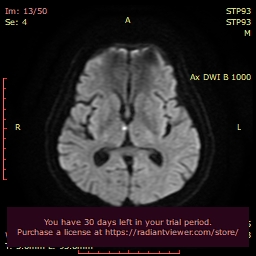 Im: 13/50
Se: 4
STP93
STP93
M
A
Ax DWI B 1000
R
L
You have 30 days left in your trial period.
Purchase a license at https://radiantviewer.com/store/